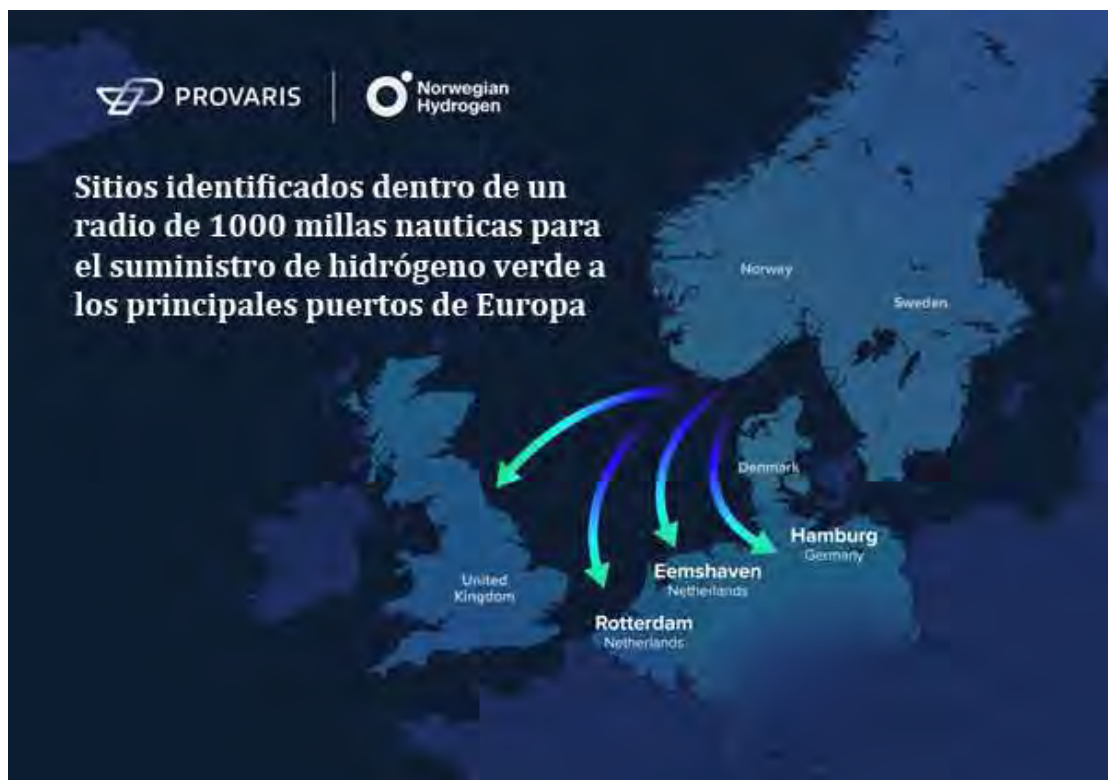 PROVARIS
Norwegian
Hydrogen
Sitios identificados dentro de un
radio de 1000 millas nauticas para
el suministro de hidrógeno verde a
los principales puertos de Europa
Norway
Sweden
Denmark
Hamburg
Germany
Eemshaven
Netherlands
United
Kingdom
Rotterdam
Netherlands